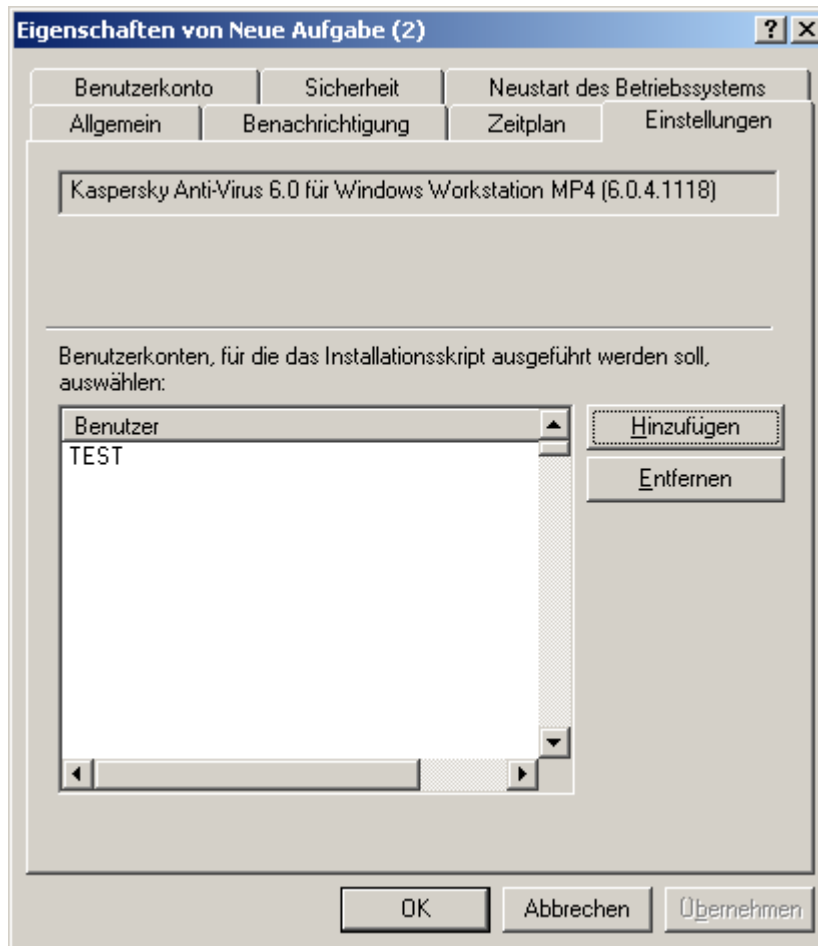 Eigenschaften von Neue Aufgabe (2)
Benutzerkonto Sicherheit Neustart des Betriebssystems
Allgemein Benachrichtigung Zeitplan Einstellungen
Kaspersky Anti-Virus 6.0 für Windows Workstation MP4 (6.0.4.1118)
Benutzerkonten, für die das Installationsskript ausgeführt werden soll,
auswählen:
Benutzer
TEST
Hinzufügen
Entfernen
OK Abbrechen Übernehmen